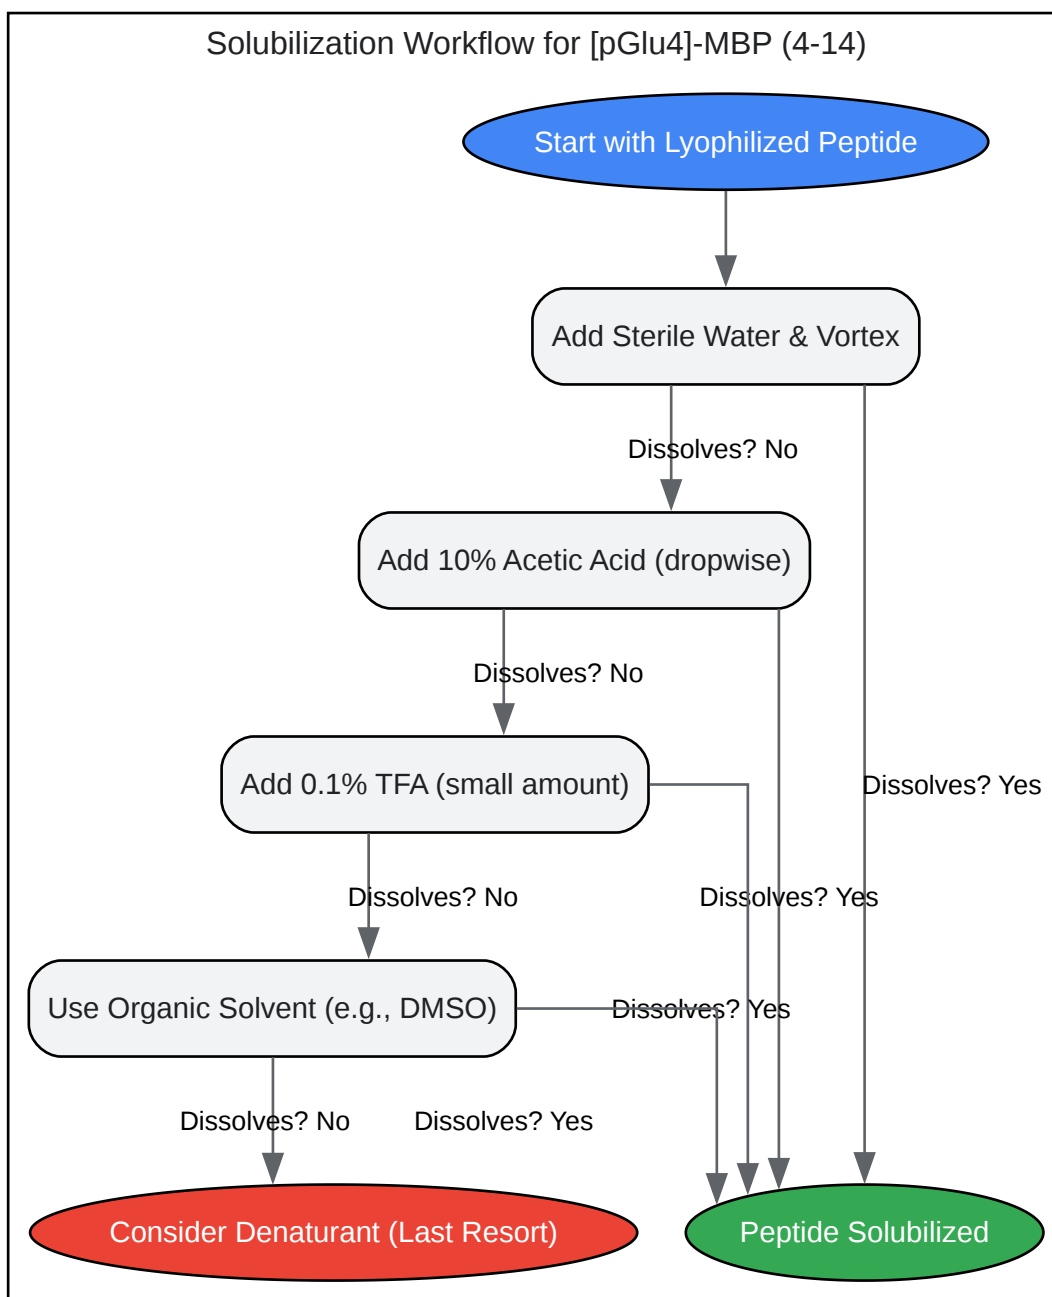 Solubilization Workflow for [pGlu4]-MBP (4-14)
Start with Lyophilized Peptide
Add Sterile Water & Vortex
Dissolves? No
Add 10% Acetic Acid (dropwise)
Dissolves? No
Add 0.1% TFA (small amount)
Dissolves? Yes
Dissolves? No
Dissolves? Yes
Use Organic Solvent (e.g., DMSO)
Dissolves? Yes
Dissolves? No
Dissolves? Yes
Consider Denaturant (Last Resort)
Peptide Solubilized